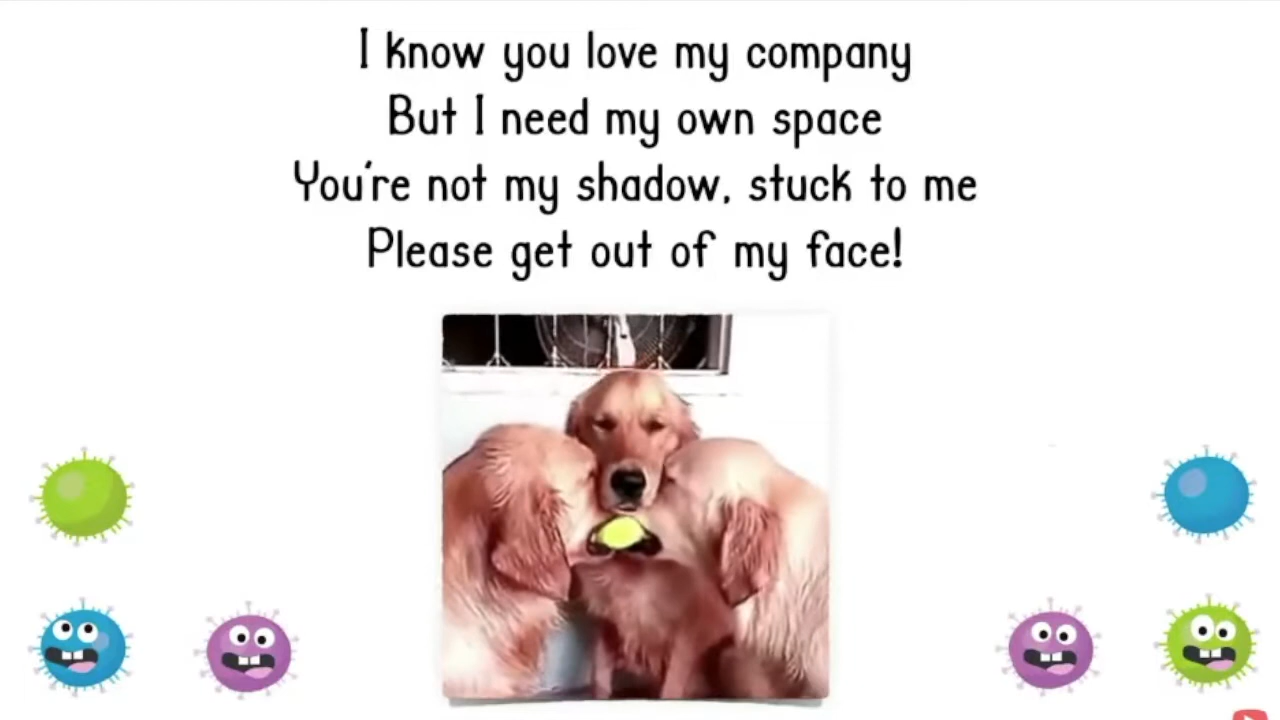 I know you love my company
But I need my own space
You're not my shadow, stuck to me
Please get out of my face!